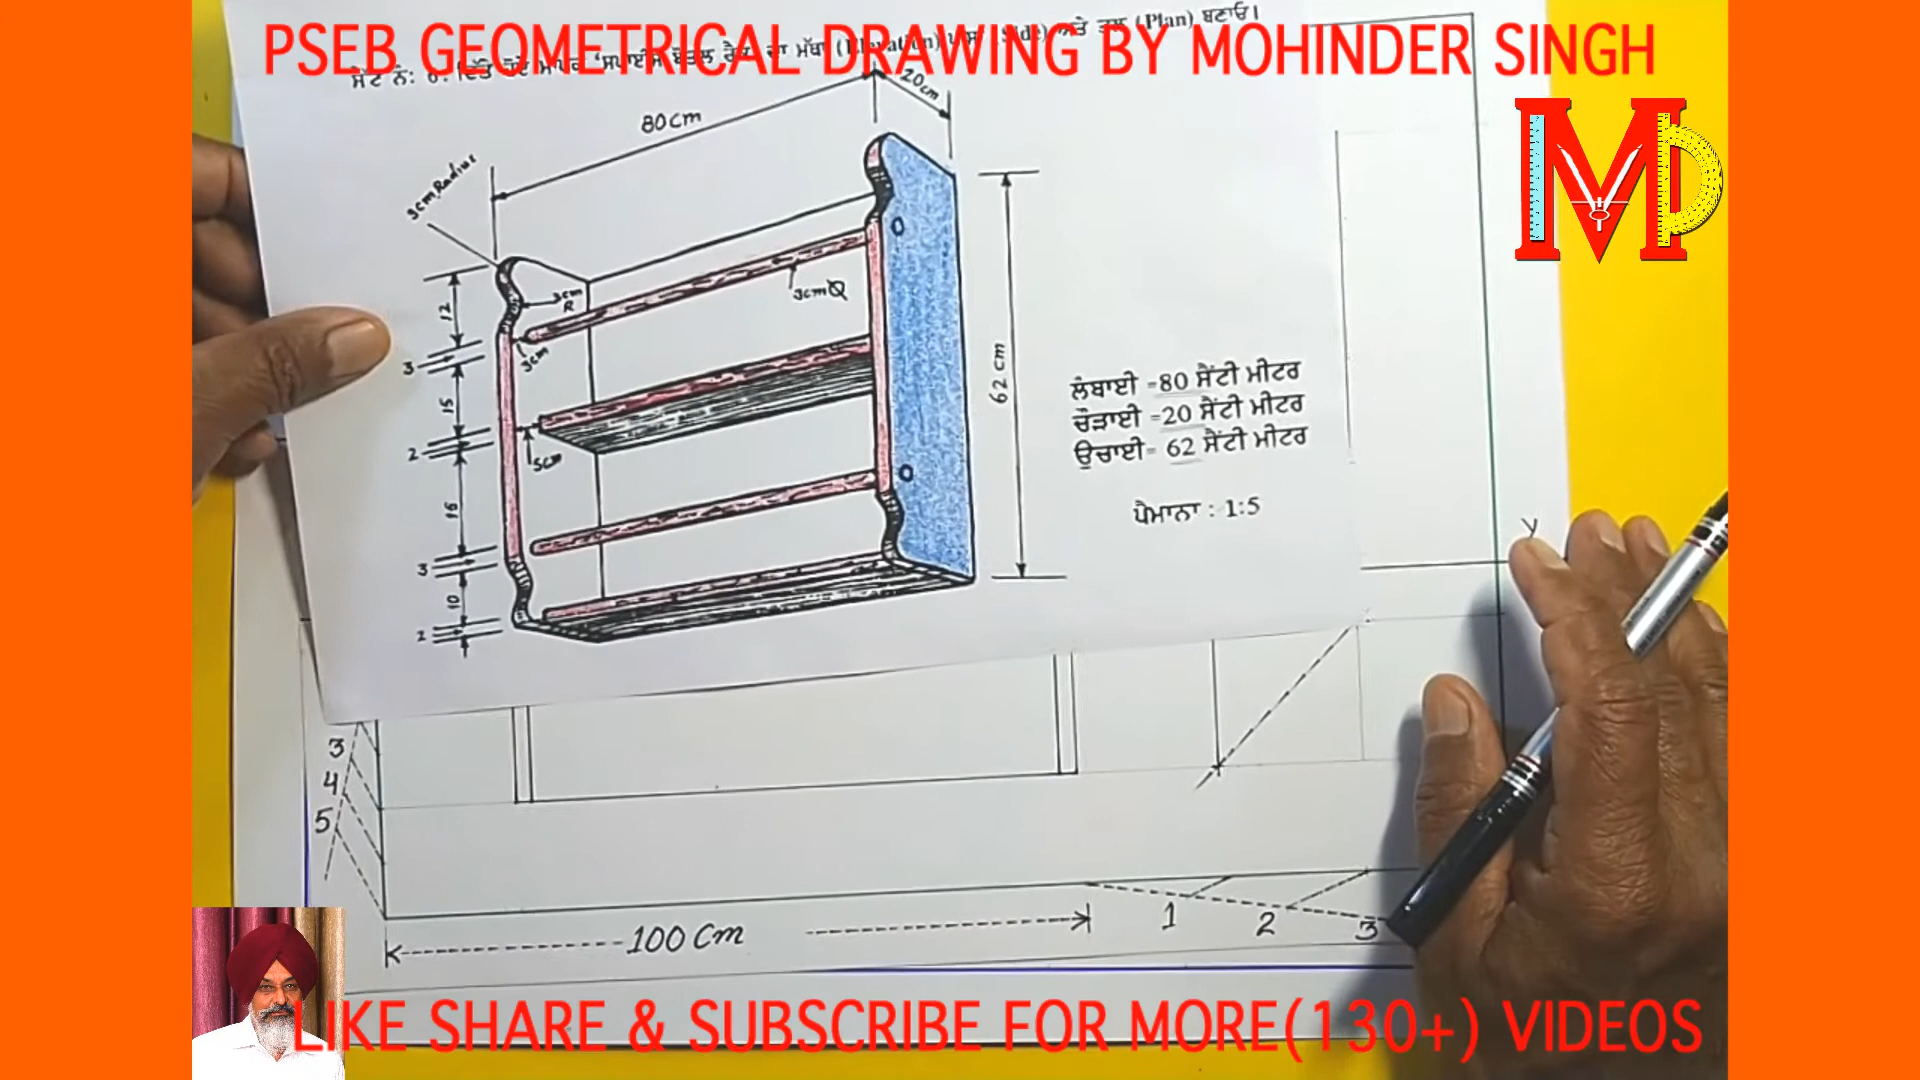 PSEB GEOMETRICAL DRAWING BY MOHINDER SINGH
(Plan) ਬਣਾਓ।
20cm
80cm
3cm Radius
12
3cm
R
3cm
3cm
3
15
2
5cm
16
3
10
2
62 cm
ਲੰਬਾਈ =80 ਸੈਂਟੀ ਮੀਟਰ
ਚੌੜਾਈ =20 ਸੈਂਟੀ ਮੀਟਰ
ਉਚਾਈ= 62 ਸੈਂਟੀ ਮੀਟਰ
ਪੈਮਾਨਾ : 1:5
Y
3
4
5
100 Cm
1
2
3
LIKE SHARE & SUBSCRIBE FOR MORE(130+) VIDEOS